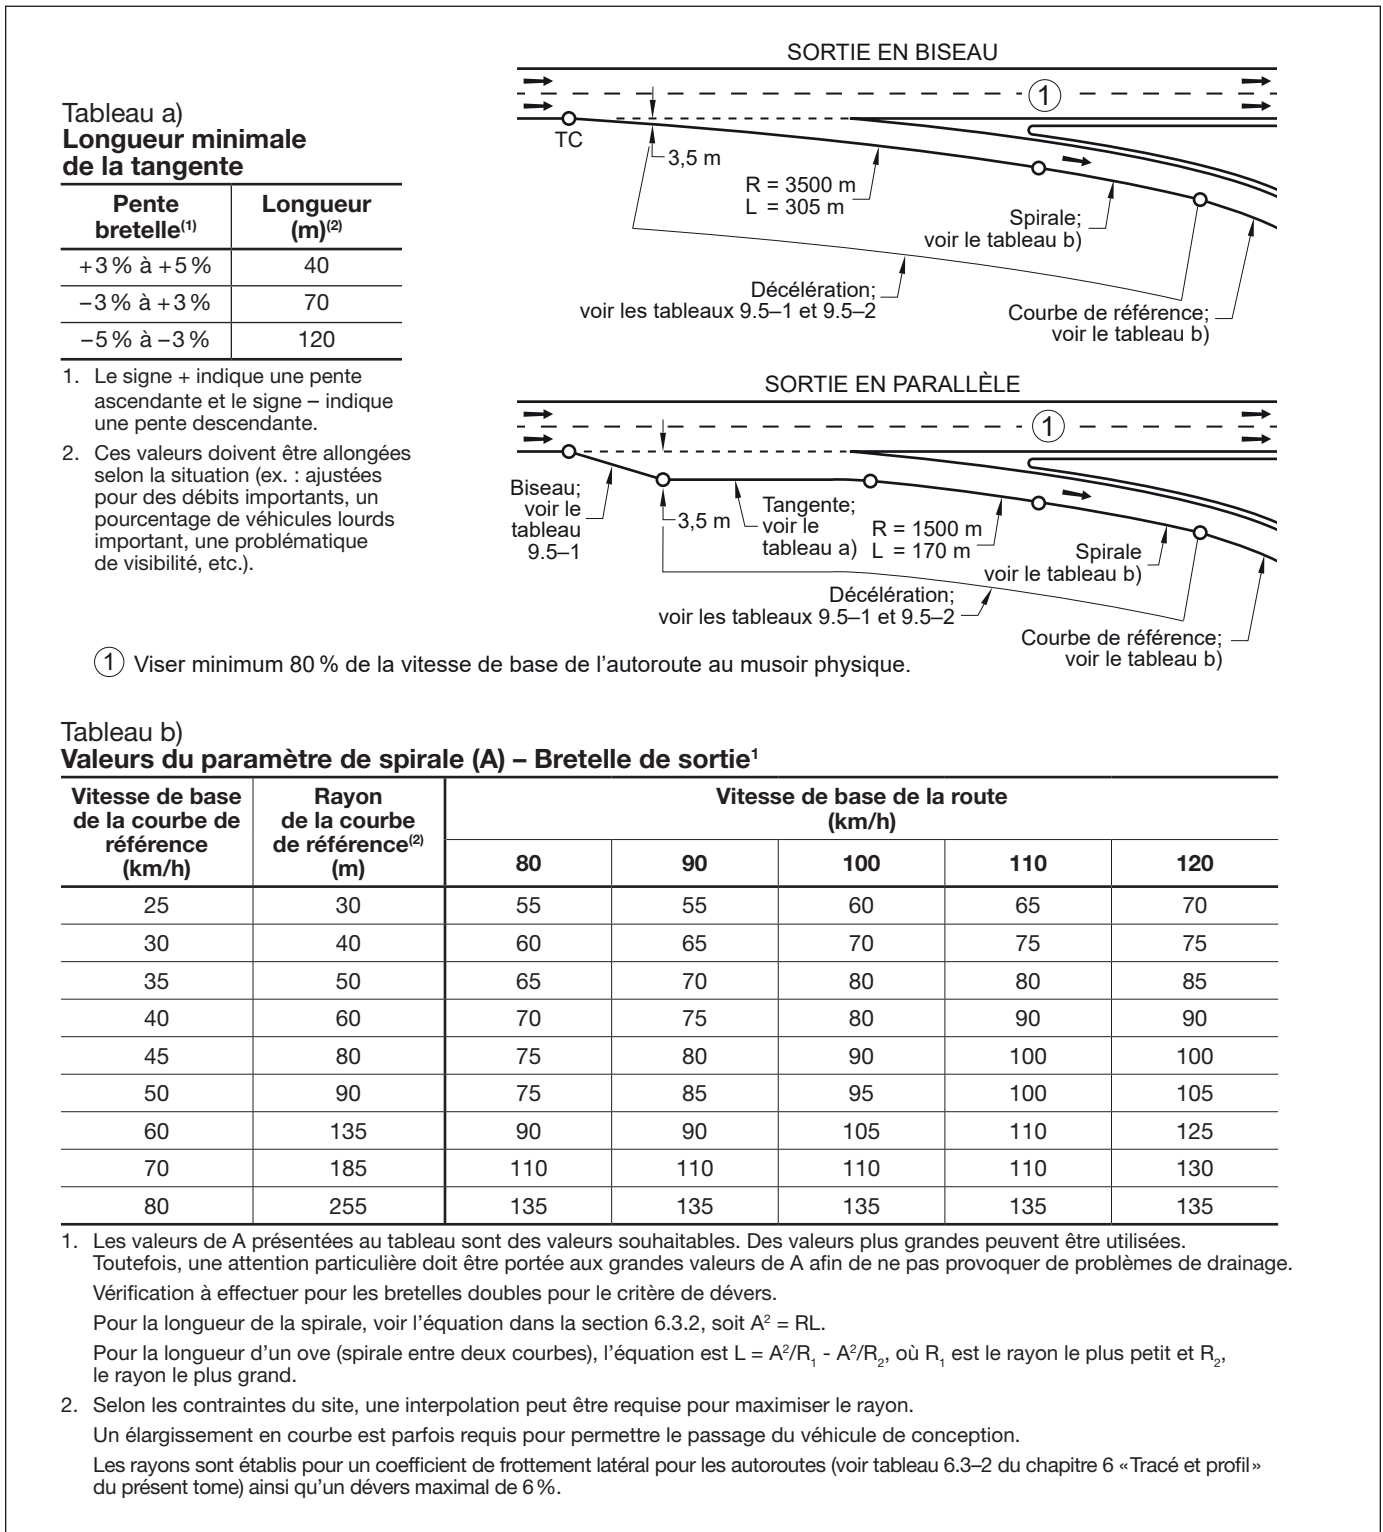 SORTIE EN BISEAU
1
TC
3,5 m
R = 3500 m
L = 305 m
Spirale;
voir le tableau b)
Décélération;
voir les tableaux 9.5–1 et 9.5–2
Courbe de référence;
voir le tableau b)
Tableau a)
Longueur minimale
de la tangente
Pente bretelle(1) Longueur (m)(2)
+3 % à +5 % 40
–3 % à +3 % 70
–5 % à –3 % 120
1. Le signe + indique une pente
ascendante et le signe – indique
une pente descendante.
2. Ces valeurs doivent être allongées
selon la situation (ex. : ajustées
pour des débits importants, un
pourcentage de véhicules lourds
important, une problématique
de visibilité, etc.).
SORTIE EN PARALLÈLE
1
Biseau;
voir le
tableau
9.5–1
3,5 m
Tangente;
voir le
tableau a)
R = 1500 m
L = 170 m
Spirale
voir le tableau b)
Décélération;
voir les tableaux 9.5–1 et 9.5–2
Courbe de référence;
voir le tableau b)
1 Viser minimum 80 % de la vitesse de base de l'autoroute au musoir physique.
Tableau b)
Valeurs du paramètre de spirale (A) – Bretelle de sortie1
Vitesse de base
de la courbe de
référence
(km/h)
Rayon
de la courbe
de référence(2)
(m)
Vitesse de base de la route
(km/h)
80 90 100 110 120
25 30 55 55 60 65 70
30 40 60 65 70 75 75
35 50 65 70 80 80 85
40 60 70 75 80 90 90
45 80 75 80 90 100 100
50 90 75 85 95 100 105
60 135 90 90 105 110 125
70 185 110 110 110 110 130
80 255 135 135 135 135 135
1. Les valeurs de A présentées au tableau sont des valeurs souhaitables. Des valeurs plus grandes peuvent être utilisées.
Toutefois, une attention particulière doit être portée aux grandes valeurs de A afin de ne pas provoquer de problèmes de drainage.
Vérification à effectuer pour les bretelles doubles pour le critère de dévers.
Pour la longueur de la spirale, voir l'équation dans la section 6.3.2, soit A² = RL.
Pour la longueur d'un ove (spirale entre deux courbes), l'équation est L = A²/R₁ - A²/R₂, où R₁ est le rayon le plus petit et R₂,
le rayon le plus grand.
2. Selon les contraintes du site, une interpolation peut être requise pour maximiser le rayon.
Un élargissement en courbe est parfois requis pour permettre le passage du véhicule de conception.
Les rayons sont établis pour un coefficient de frottement latéral pour les autoroutes (voir tableau 6.3–2 du chapitre 6 «Tracé et profil»
du présent tome) ainsi qu'un dévers maximal de 6 %.